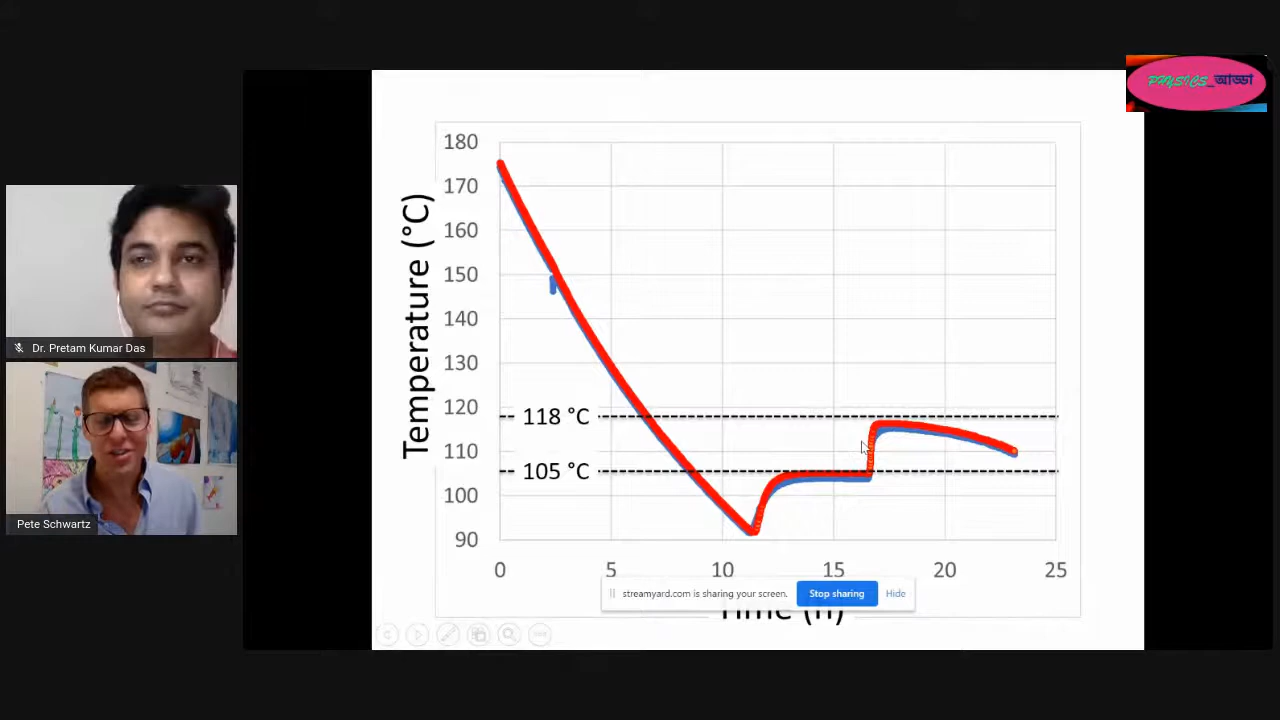 PHYSICS_আড্ডা
180
170
160
150
140
130
120
110
100
90
Temperature (°C)
118 °C
105 °C
0 5 10 15 20 25
Time (h)
streamyard.com is sharing your screen. Stop sharing Hide
Dr. Pretam Kumar Das
Pete Schwartz